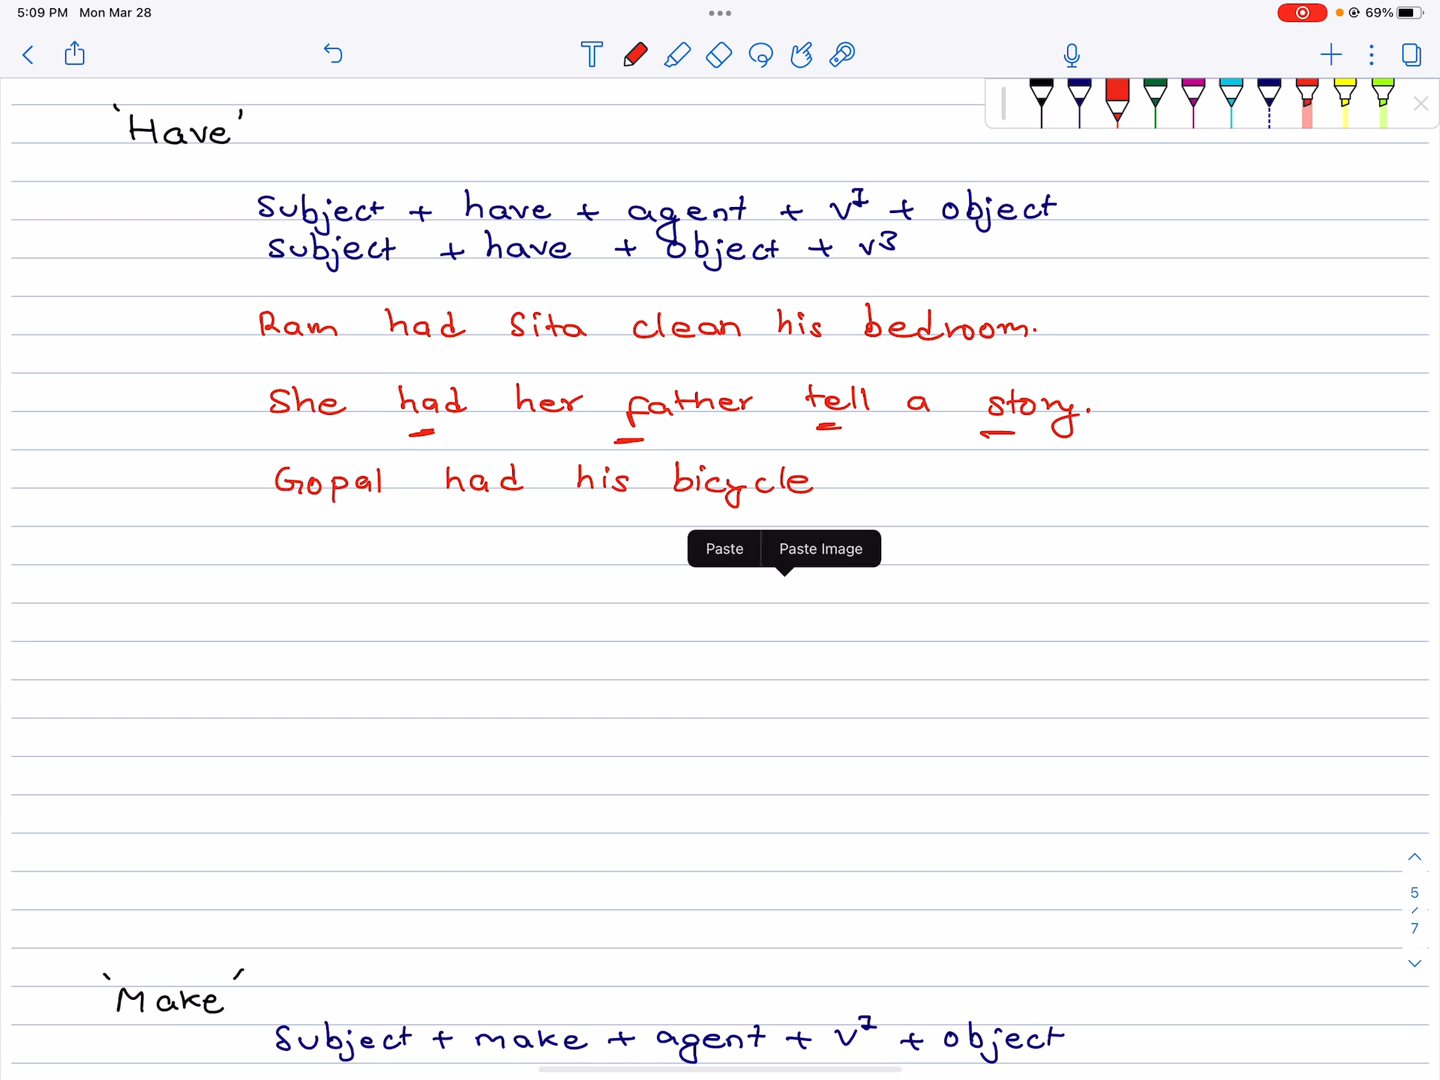 5:09 PM Mon Mar 28
69%
'Have'
Subject + have + agent + v¹ + object
subject + have + object + v³
Ram had Sita clean his bedroom.
She had her father tell a story.
Gopal had his bicycle
Paste Paste Image
5
/
7
'Make'
Subject + make + agent + v¹ + object